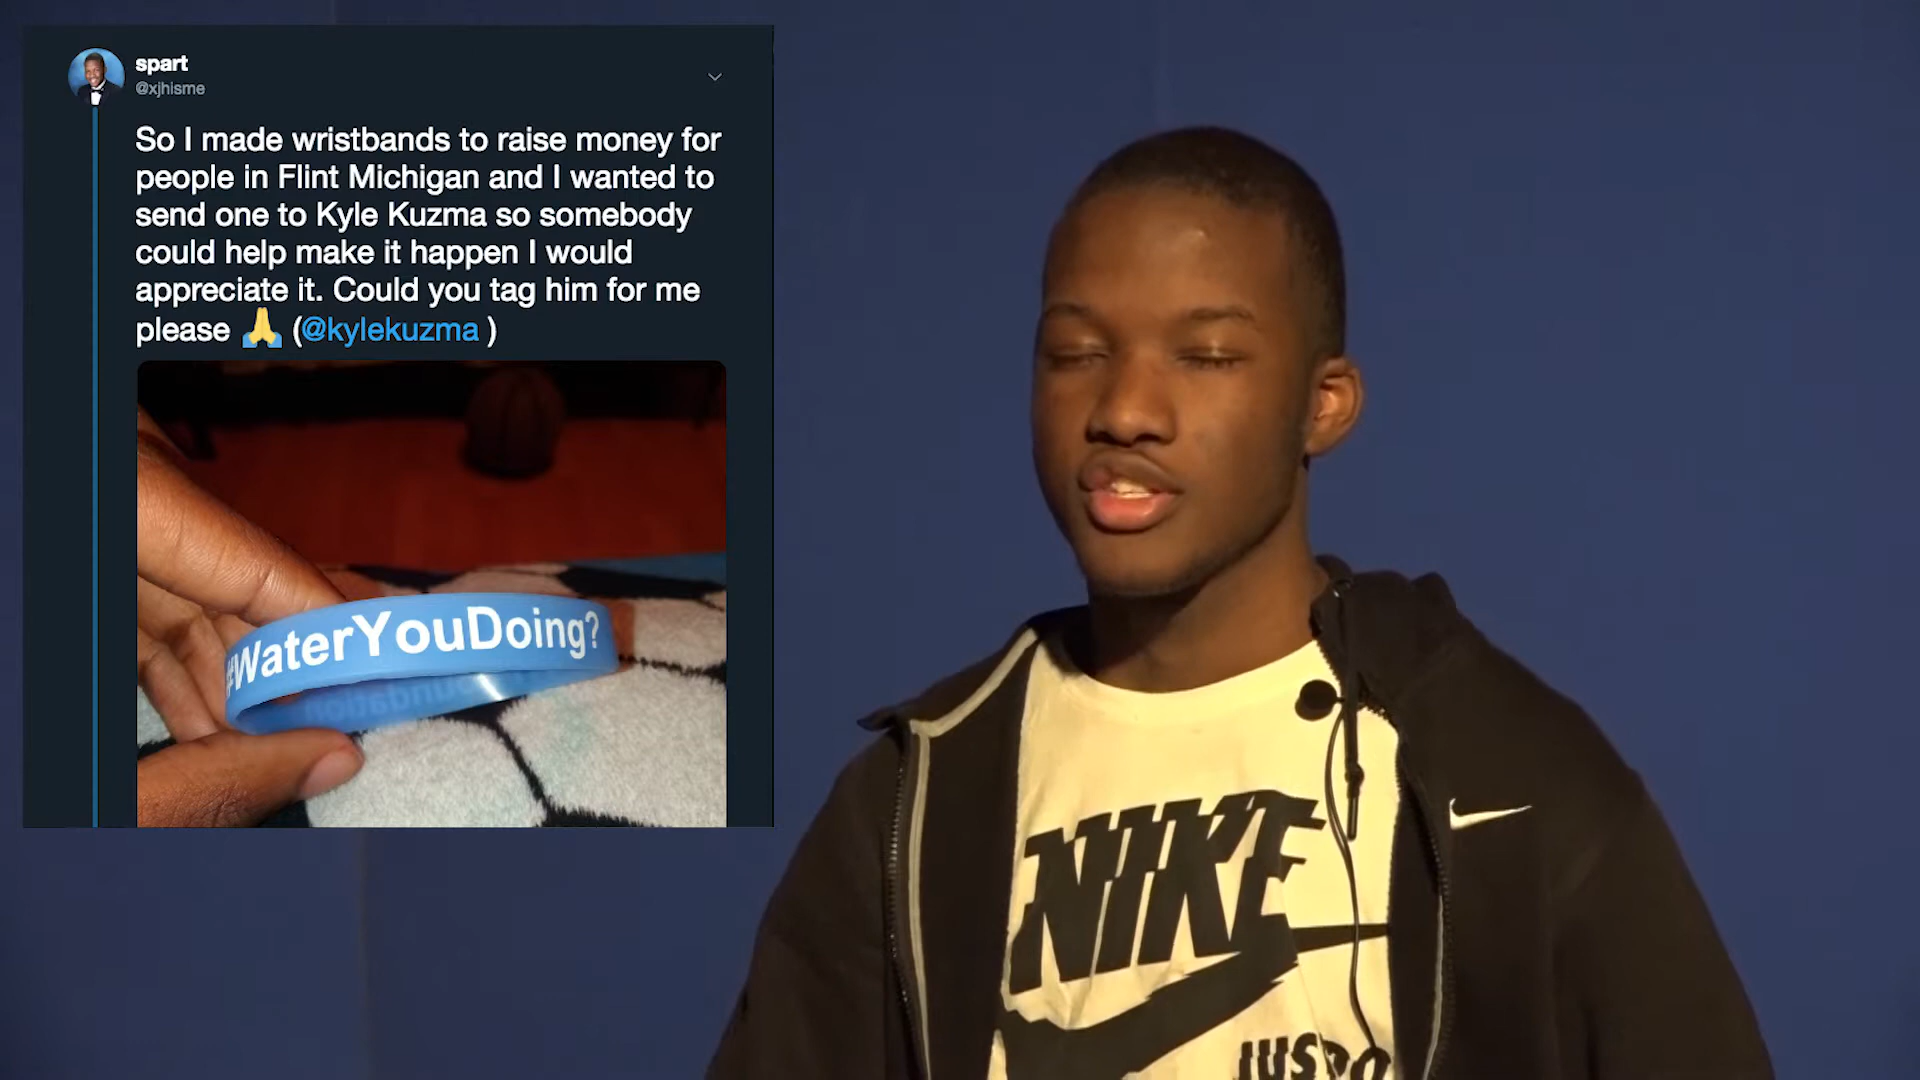 spart
@xjhisme
So I made wristbands to raise money for
people in Flint Michigan and I wanted to
send one to Kyle Kuzma so somebody
could help make it happen I would
appreciate it. Could you tag him for me
please 🙏 (@kylekuzma )
#WaterYouDoing?
NIKE
JUST DO